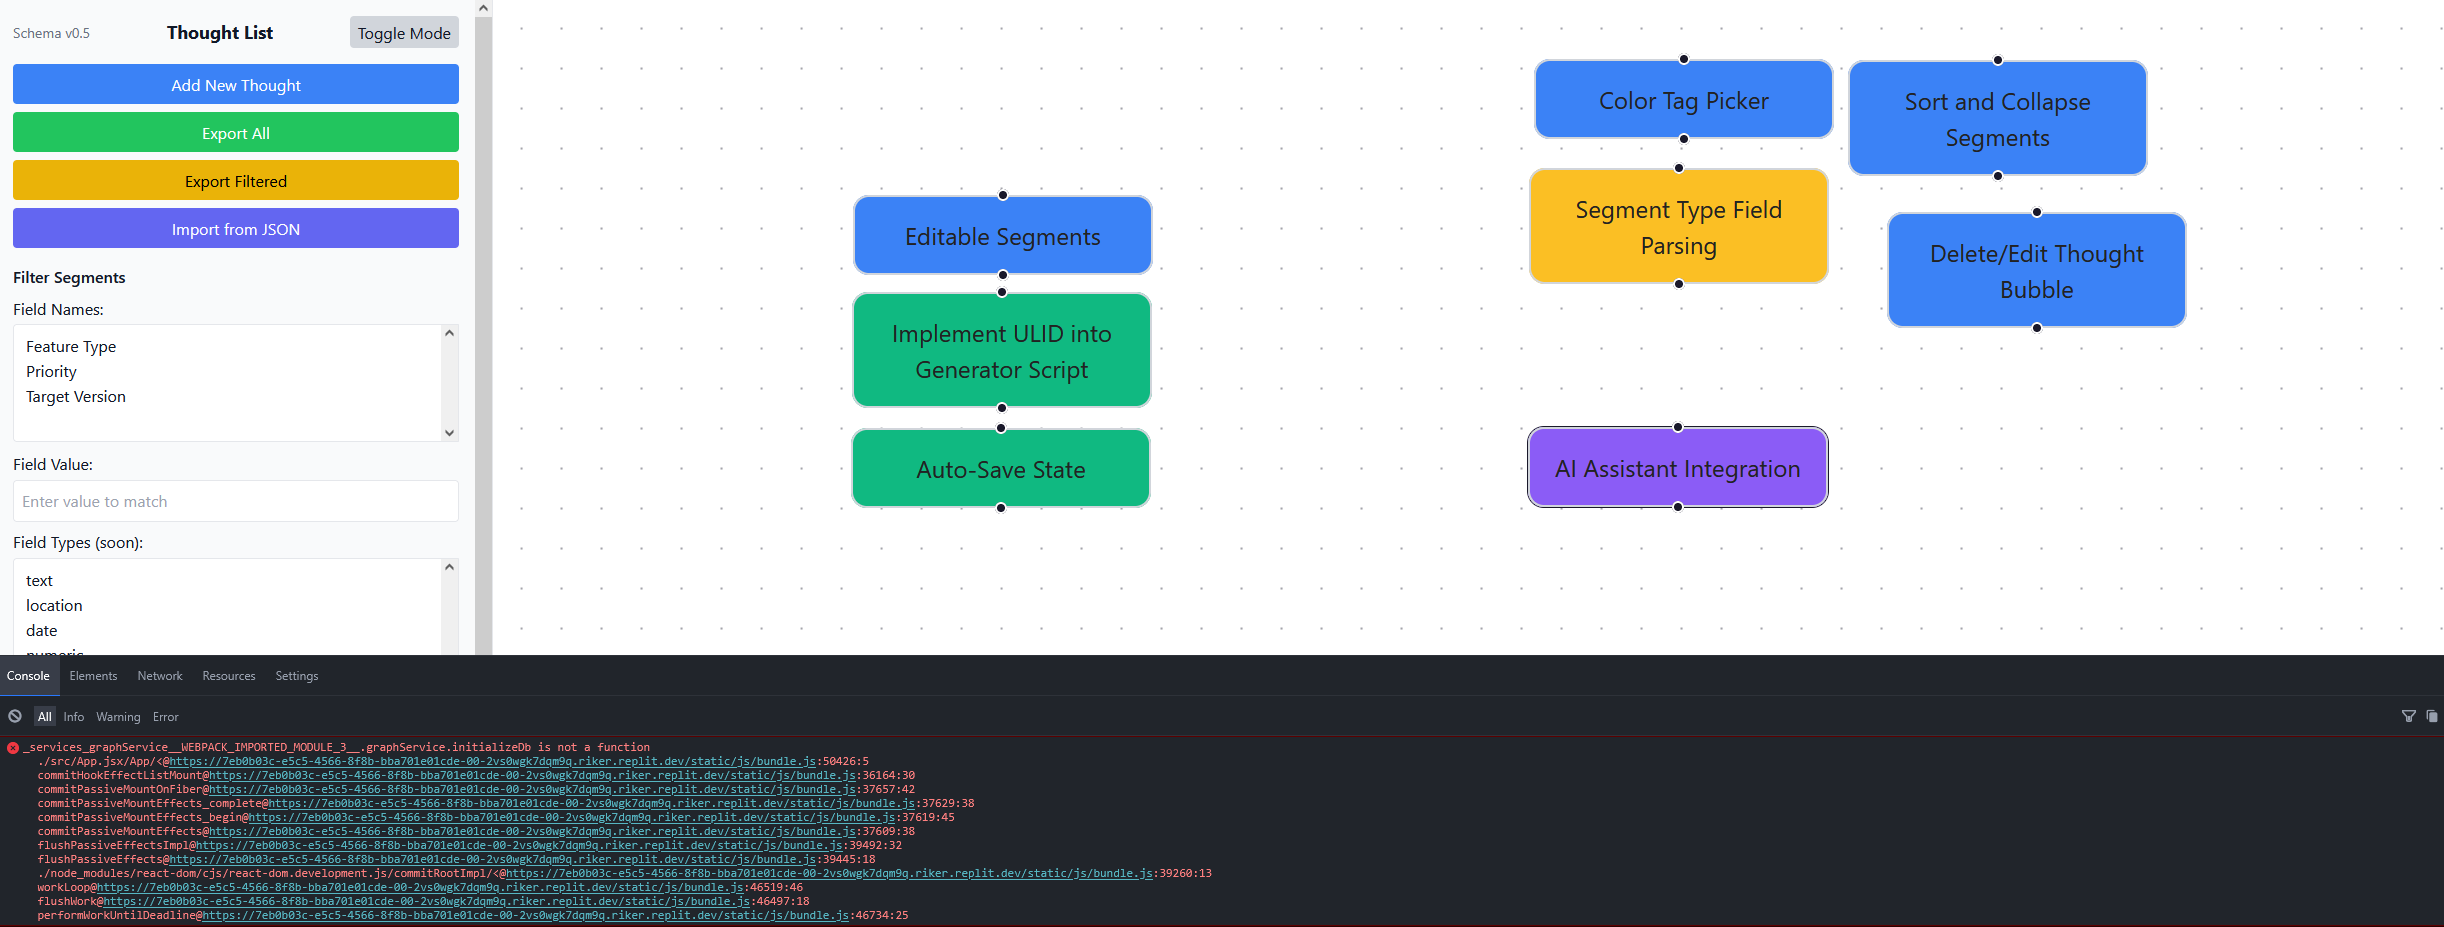 Schema v0.5
Thought List
Toggle Mode
Add New Thought
Export All
Export Filtered
Import from JSON
Filter Segments
Field Names:
Feature Type
Priority
Target Version
Field Value:
Enter value to match
Field Types (soon):
text
location
date
numeric
Editable Segments
Implement ULID into
Generator Script
Auto-Save State
Color Tag Picker
Segment Type Field
Parsing
Sort and Collapse
Segments
Delete/Edit Thought
Bubble
AI Assistant Integration
Console Elements Network Resources Settings
All Info Warning Error
_services_graphService__WEBPACK_IMPORTED_MODULE_3__.graphService.initializeDb is not a function
./src/App.jsx/App/<@https://7eb0b03c-e5c5-4566-8f8b-bba701e01cde-00-2vs0wgk7dqm9q.riker.replit.dev/static/js/bundle.js:50426:5
commitHookEffectListMount@https://7eb0b03c-e5c5-4566-8f8b-bba701e01cde-00-2vs0wgk7dqm9q.riker.replit.dev/static/js/bundle.js:36164:30
commitPassiveMountOnFiber@https://7eb0b03c-e5c5-4566-8f8b-bba701e01cde-00-2vs0wgk7dqm9q.riker.replit.dev/static/js/bundle.js:37657:42
commitPassiveMountEffects_complete@https://7eb0b03c-e5c5-4566-8f8b-bba701e01cde-00-2vs0wgk7dqm9q.riker.replit.dev/static/js/bundle.js:37629:38
commitPassiveMountEffects_begin@https://7eb0b03c-e5c5-4566-8f8b-bba701e01cde-00-2vs0wgk7dqm9q.riker.replit.dev/static/js/bundle.js:37619:45
commitPassiveMountEffects@https://7eb0b03c-e5c5-4566-8f8b-bba701e01cde-00-2vs0wgk7dqm9q.riker.replit.dev/static/js/bundle.js:37609:38
flushPassiveEffectsImpl@https://7eb0b03c-e5c5-4566-8f8b-bba701e01cde-00-2vs0wgk7dqm9q.riker.replit.dev/static/js/bundle.js:39492:32
flushPassiveEffects@https://7eb0b03c-e5c5-4566-8f8b-bba701e01cde-00-2vs0wgk7dqm9q.riker.replit.dev/static/js/bundle.js:39445:18
./node_modules/react-dom/cjs/react-dom.development.js/commitRootImpl/<@https://7eb0b03c-e5c5-4566-8f8b-bba701e01cde-00-2vs0wgk7dqm9q.riker.replit.dev/static/js/bundle.js:39260:13
workLoop@https://7eb0b03c-e5c5-4566-8f8b-bba701e01cde-00-2vs0wgk7dqm9q.riker.replit.dev/static/js/bundle.js:46519:46
flushWork@https://7eb0b03c-e5c5-4566-8f8b-bba701e01cde-00-2vs0wgk7dqm9q.riker.replit.dev/static/js/bundle.js:46497:18
performWorkUntilDeadline@https://7eb0b03c-e5c5-4566-8f8b-bba701e01cde-00-2vs0wgk7dqm9q.riker.replit.dev/static/js/bundle.js:46734:25